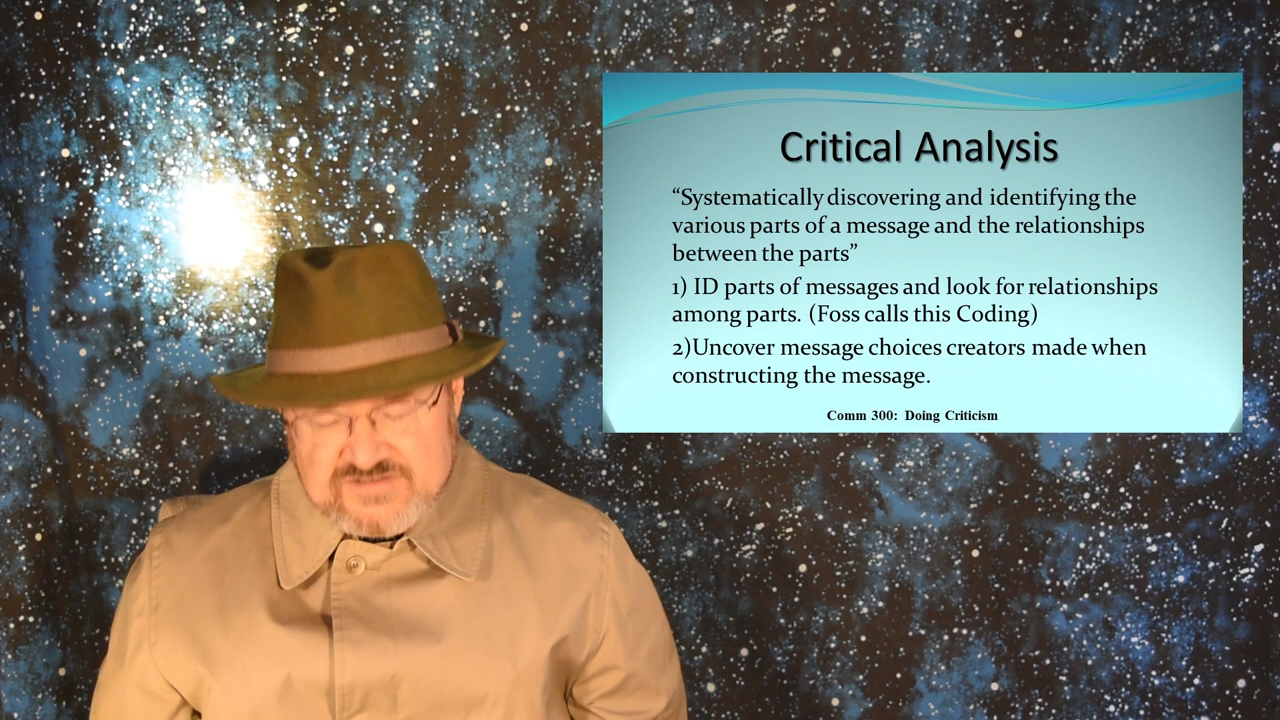 Critical Analysis
“Systematically discovering and identifying the
various parts of a message and the relationships
between the parts”
1) ID parts of messages and look for relationships
among parts. (Foss calls this Coding)
2)Uncover message choices creators made when
constructing the message.
Comm 300: Doing Criticism